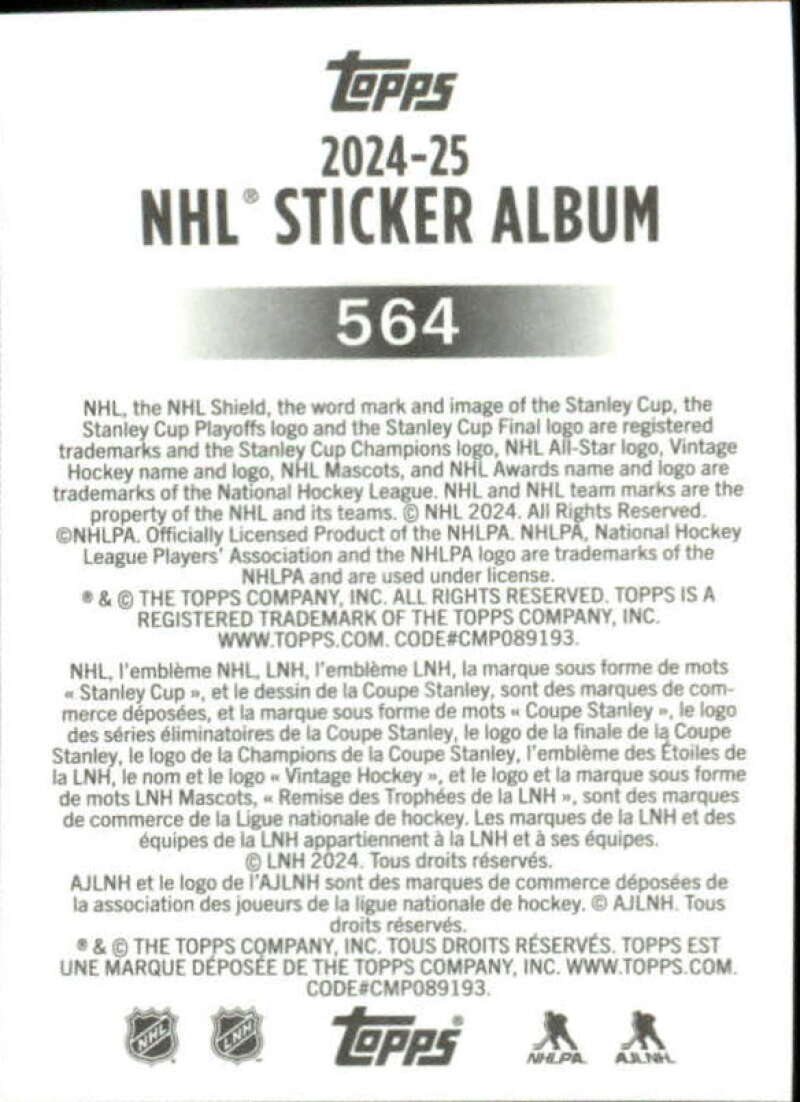 Topps
2024-25
NHL® STICKER ALBUM
564
NHL, the NHL Shield, the word mark and image of the Stanley Cup, the
Stanley Cup Playoffs logo and the Stanley Cup Final logo are registered
trademarks and the Stanley Cup Champions logo, NHL All-Star logo, Vintage
Hockey name and logo, NHL Mascots, and NHL Awards name and logo are
trademarks of the National Hockey League. NHL and NHL team marks are the
property of the NHL and its teams. © NHL 2024. All Rights Reserved.
©NHLPA. Officially Licensed Product of the NHLPA. NHLPA, National Hockey
League Players' Association and the NHLPA logo are trademarks of the
NHLPA and are used under license.
® & © THE TOPPS COMPANY, INC. ALL RIGHTS RESERVED. TOPPS IS A
REGISTERED TRADEMARK OF THE TOPPS COMPANY, INC.
WWW.TOPPS.COM. CODE#CMP089193.
NHL, l'emblème NHL, LNH, l'emblème LNH, la marque sous forme de mots
« Stanley Cup », et le dessin de la Coupe Stanley, sont des marques de com-
merce déposées, et la marque sous forme de mots « Coupe Stanley », le logo
des séries éliminatoires de la Coupe Stanley, le logo de la finale de la Coupe
Stanley, le logo de la Champions de la Coupe Stanley, l'emblème des Étoiles de
la LNH, le nom et le logo « Vintage Hockey », et le logo et la marque sous forme
de mots LNH Mascots, « Remise des Trophées de la LNH », sont des marques
de commerce de la Ligue nationale de hockey. Les marques de la LNH et des
équipes de la LNH appartiennent à la LNH et à ses équipes.
© LNH 2024. Tous droits réservés.
AJLNH et le logo de l'AJLNH sont des marques de commerce déposées de
la association des joueurs de la ligue nationale de hockey. © AJLNH. Tous
droits réservés.
® & © THE TOPPS COMPANY, INC. TOUS DROITS RÉSERVÉS. TOPPS EST
UNE MARQUE DÉPOSÉE DE THE TOPPS COMPANY, INC. WWW.TOPPS.COM.
CODE#CMP089193.
NHL LNH Topps® NHLPA AJLNH